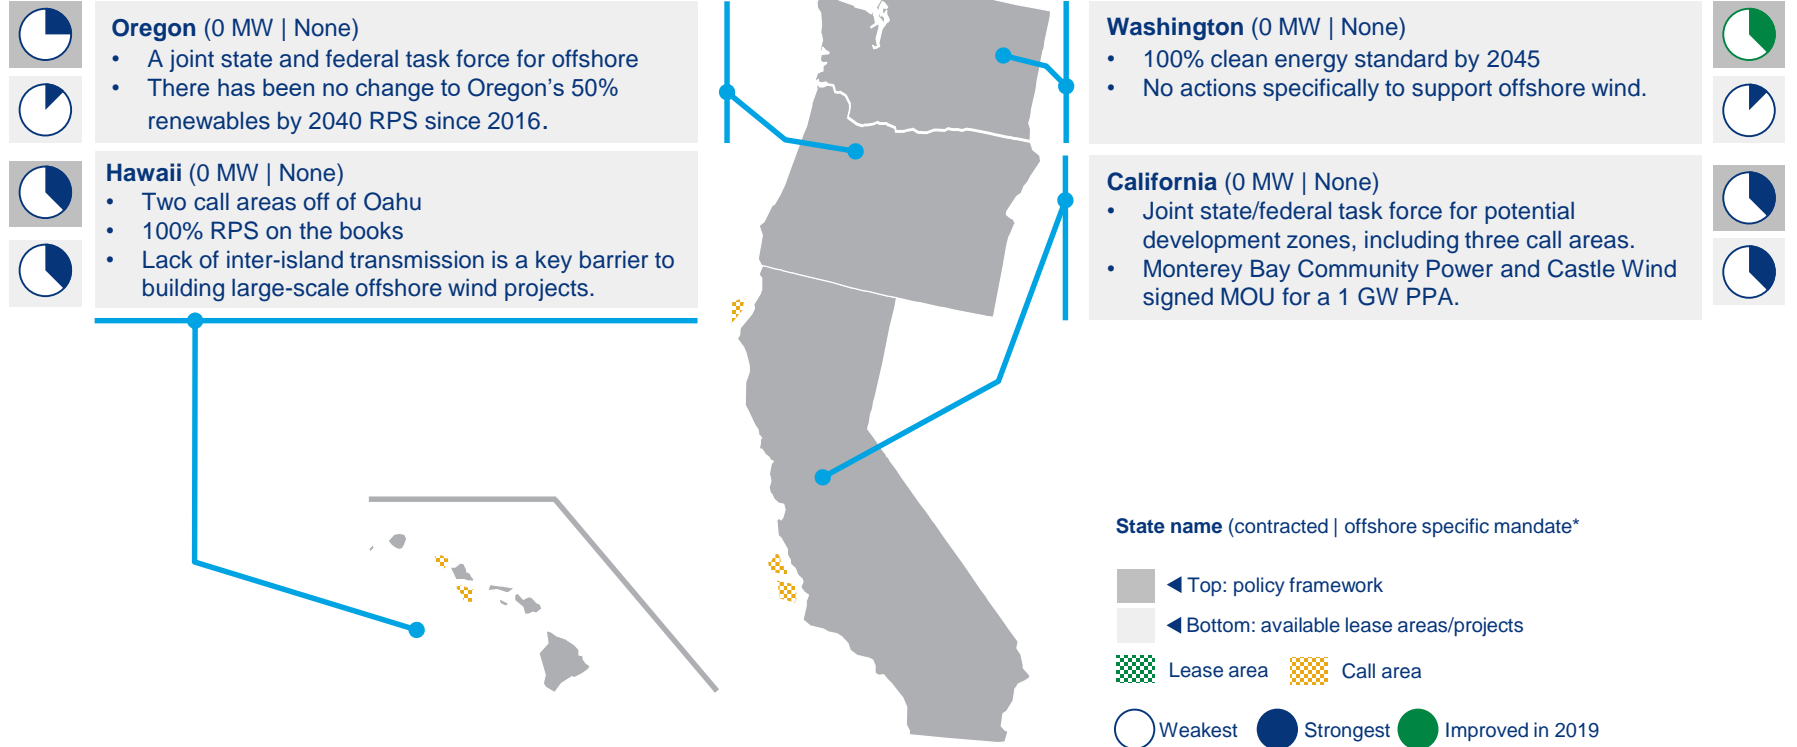 Oregon (0 MW | None)
• A joint state and federal task force for offshore
• There has been no change to Oregon's 50%
renewables by 2040 RPS since 2016.
Hawaii (0 MW | None)
• Two call areas off of Oahu
• 100% RPS on the books
• Lack of inter-island transmission is a key barrier to
building large-scale offshore wind projects.
Washington (0 MW | None)
• 100% clean energy standard by 2045
• No actions specifically to support offshore wind.
California (0 MW | None)
• Joint state/federal task force for potential
development zones, including three call areas.
• Monterey Bay Community Power and Castle Wind
signed MOU for a 1 GW PPA.
State name (contracted | offshore specific mandate*
Top: policy framework
Bottom: available lease areas/projects
Lease area Call area
Weakest Strongest Improved in 2019